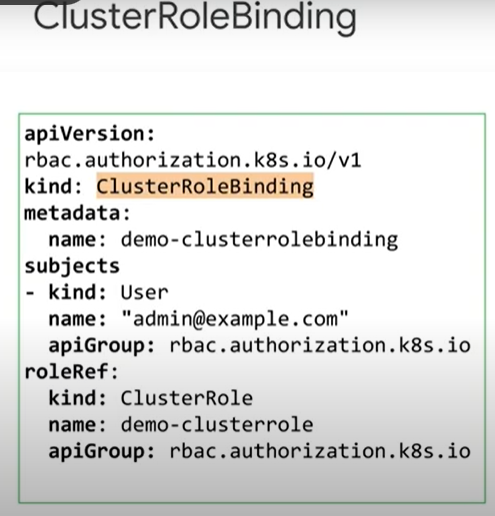 ClusterRoleBinding
apiVersion:
rbac.authorization.k8s.io/v1
kind: ClusterRoleBinding
metadata:
  name: demo-clusterrolebinding
subjects
- kind: User
  name: "admin@example.com"
  apiGroup: rbac.authorization.k8s.io
roleRef:
  kind: ClusterRole
  name: demo-clusterrole
  apiGroup: rbac.authorization.k8s.io